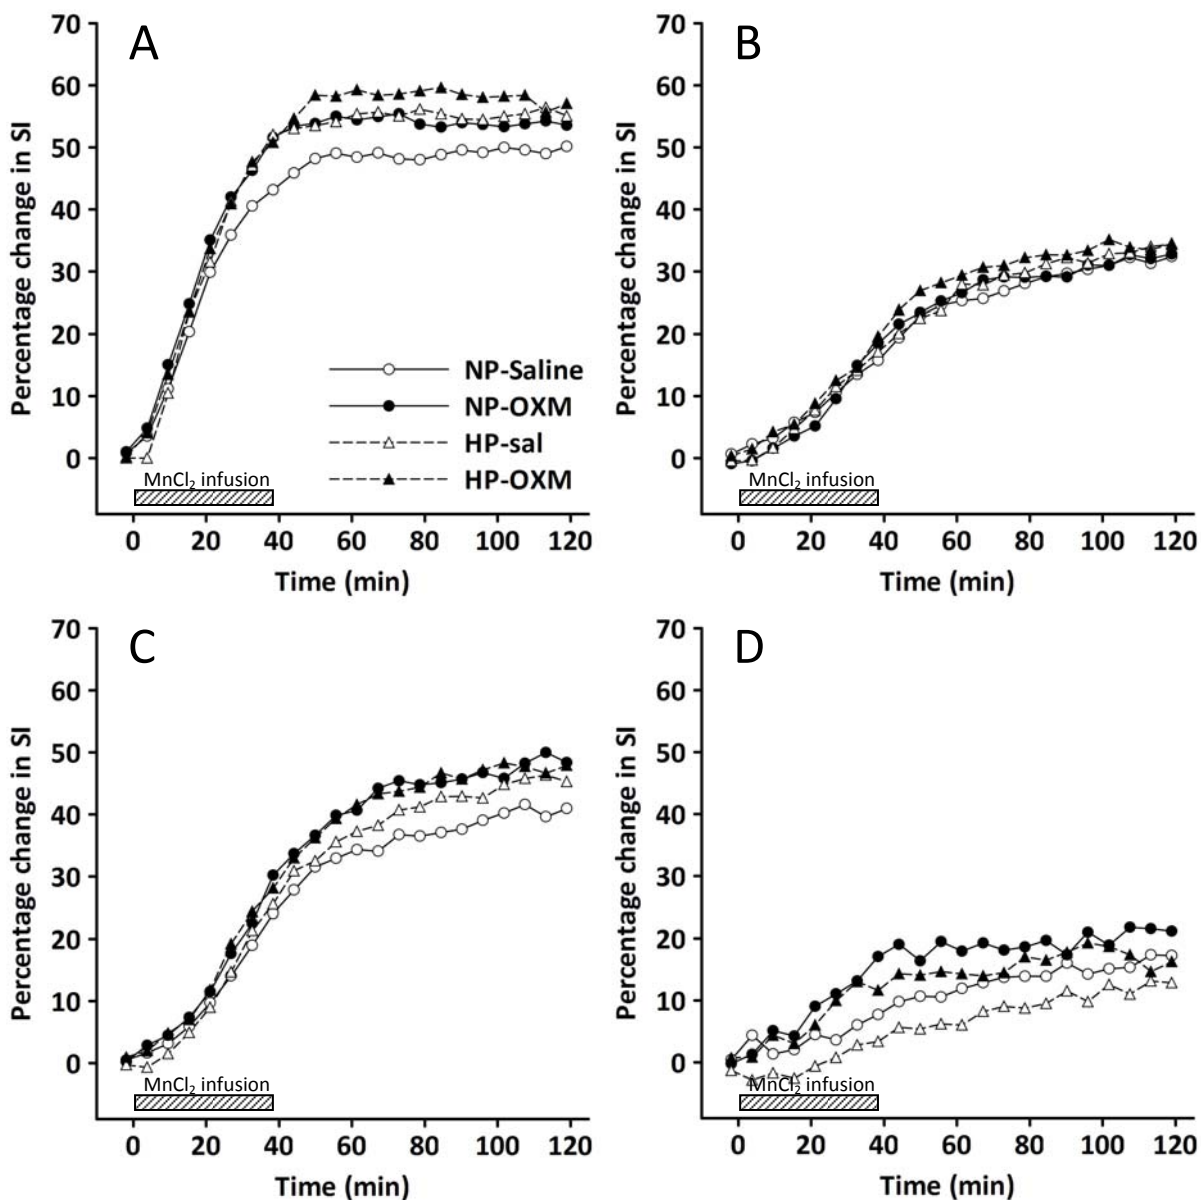 A
Percentage change in SI
70
60
50
40
30
20
10
0
NP-Saline
NP-OXM
HP-sal
HP-OXM
MnCl₂ infusion
0 20 40 60 80 100 120
Time (min)
B
Percentage change in SI
70
60
50
40
30
20
10
0
MnCl₂ infusion
0 20 40 60 80 100 120
Time (min)
C
Percentage change in SI
70
60
50
40
30
20
10
0
MnCl₂ infusion
0 20 40 60 80 100 120
Time (min)
D
Percentage change in SI
70
60
50
40
30
20
10
0
MnCl₂ infusion
0 20 40 60 80 100 120
Time (min)